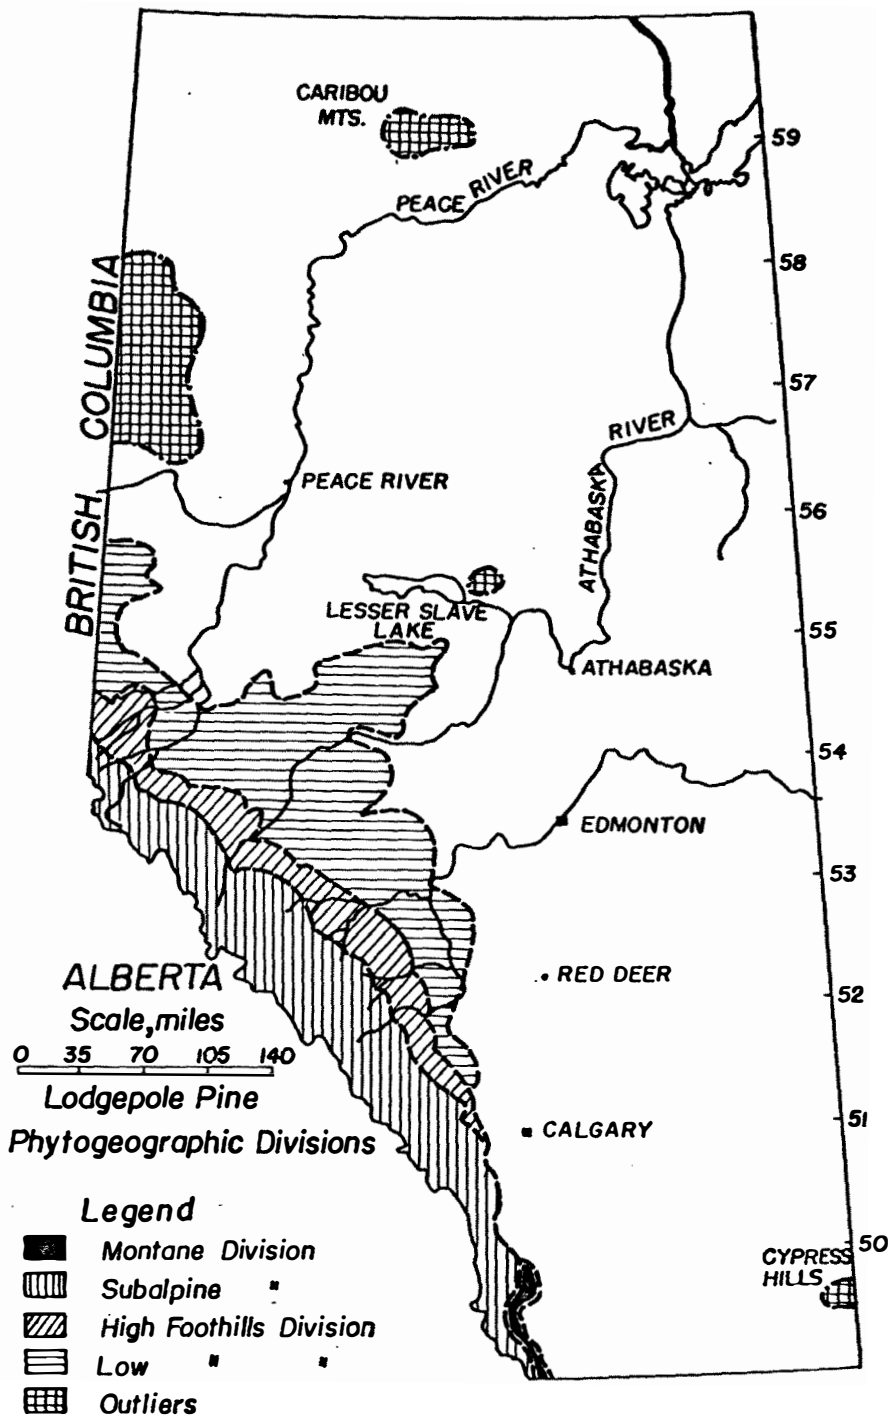 CARIBOU
MTS.
59
PEACE RIVER
58
COLUMBIA
57
RIVER
PEACE RIVER
56
ATHABASKA
BRITISH
LESSER SLAVE
LAKE
55
ATHABASKA
54
EDMONTON
53
RED DEER
52
ALBERTA
Scale, miles
0 35 70 105 140
Lodgepole Pine
Phytogeographic Divisions
51
CALGARY
50
CYPRESS
HILLS
Legend
Montane Division
Subalpine "
High Foothills Division
Low " "
Outliers